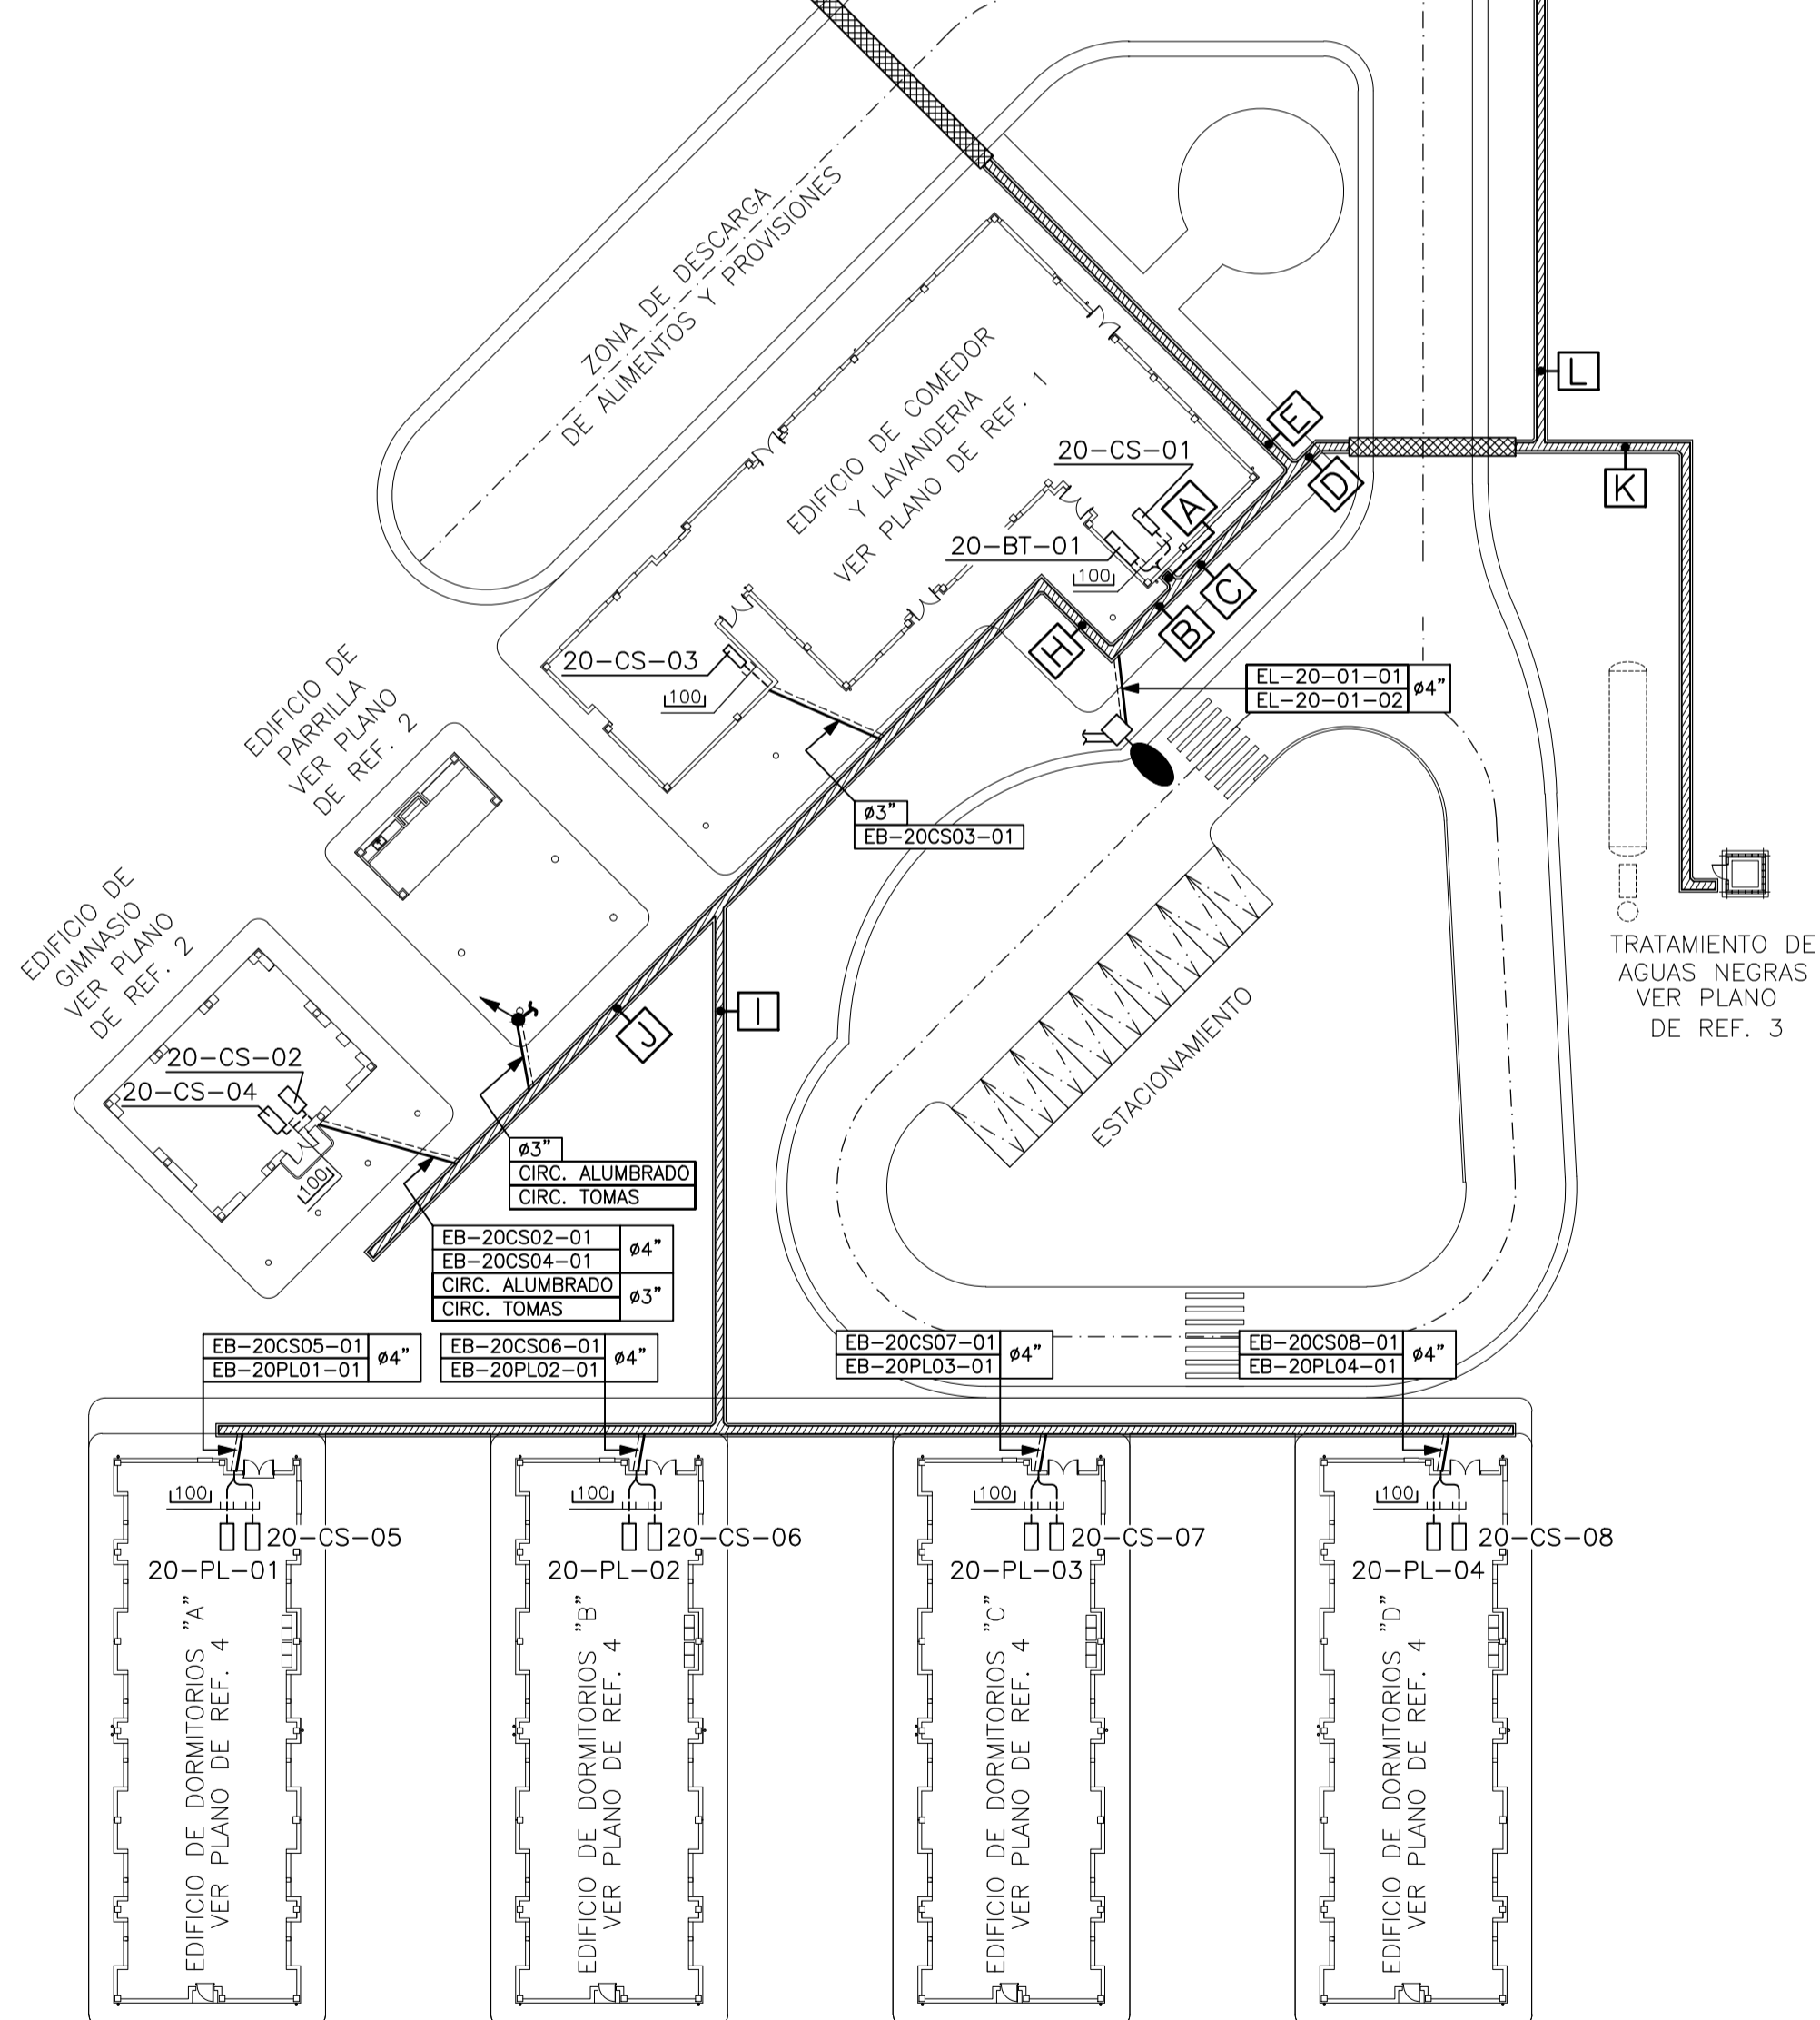 ZONA DE DESCARGA
DE ALIMENTOS Y PROVISIONES
EDIFICIO DE COMEDOR
Y LAVANDERIA
VER PLANO DE REF. 1
E
L
D
K
20-CS-01
A
20-BT-01
100
C
B
H
20-CS-03
100
EL-20-01-01
EL-20-01-02
ø4"
EDIFICIO DE
PARRILLA
VER PLANO
DE REF. 2
ø3"
EB-20CS03-01
EDIFICIO DE
GIMNASIO
VER PLANO
DE REF. 2
TRATAMIENTO DE
AGUAS NEGRAS
VER PLANO
DE REF. 3
I
J
ESTACIONAMIENTO
20-CS-02
20-CS-04
100
ø3"
CIRC. ALUMBRADO
CIRC. TOMAS
EB-20CS02-01
EB-20CS04-01
ø4"
CIRC. ALUMBRADO
CIRC. TOMAS
ø3"
EB-20CS05-01
EB-20PL01-01
ø4"
EB-20CS06-01
EB-20PL02-01
ø4"
EB-20CS07-01
EB-20PL03-01
ø4"
EB-20CS08-01
EB-20PL04-01
ø4"
100
20-CS-05
20-PL-01
EDIFICIO DE DORMITORIOS "A"
VER PLANO DE REF. 4
100
20-CS-06
20-PL-02
EDIFICIO DE DORMITORIOS "B"
VER PLANO DE REF. 4
100
20-CS-07
20-PL-03
EDIFICIO DE DORMITORIOS "C"
VER PLANO DE REF. 4
100
20-CS-08
20-PL-04
EDIFICIO DE DORMITORIOS "D"
VER PLANO DE REF. 4